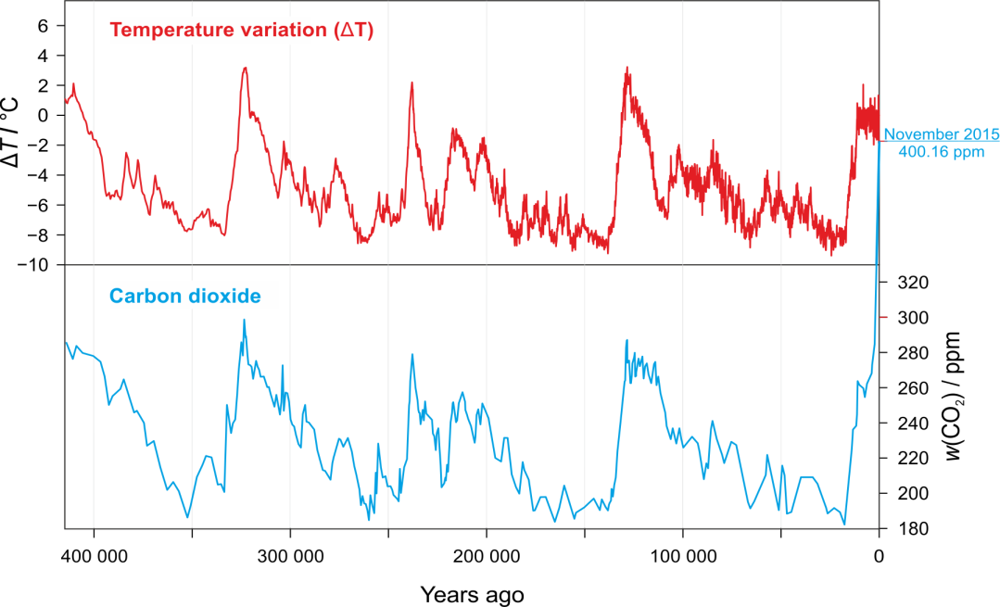 Temperature variation (ΔT)
6
4
2
0
−2
−4
−6
−8
−10
ΔT / °C
November 2015
400.16 ppm
Carbon dioxide
320
300
280
260
240
220
200
180
w(CO₂) / ppm
400 000 300 000 200 000 100 000 0
Years ago